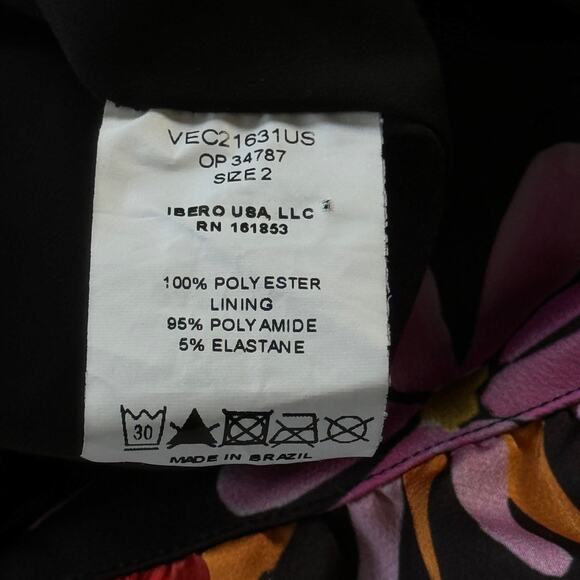 VEC21631US
OP 34787
SIZE 2
IBERO USA, LLC
RN 161853
100% POLYESTER
LINING
95% POLYAMIDE
5% ELASTANE
30
MADE IN BRAZIL